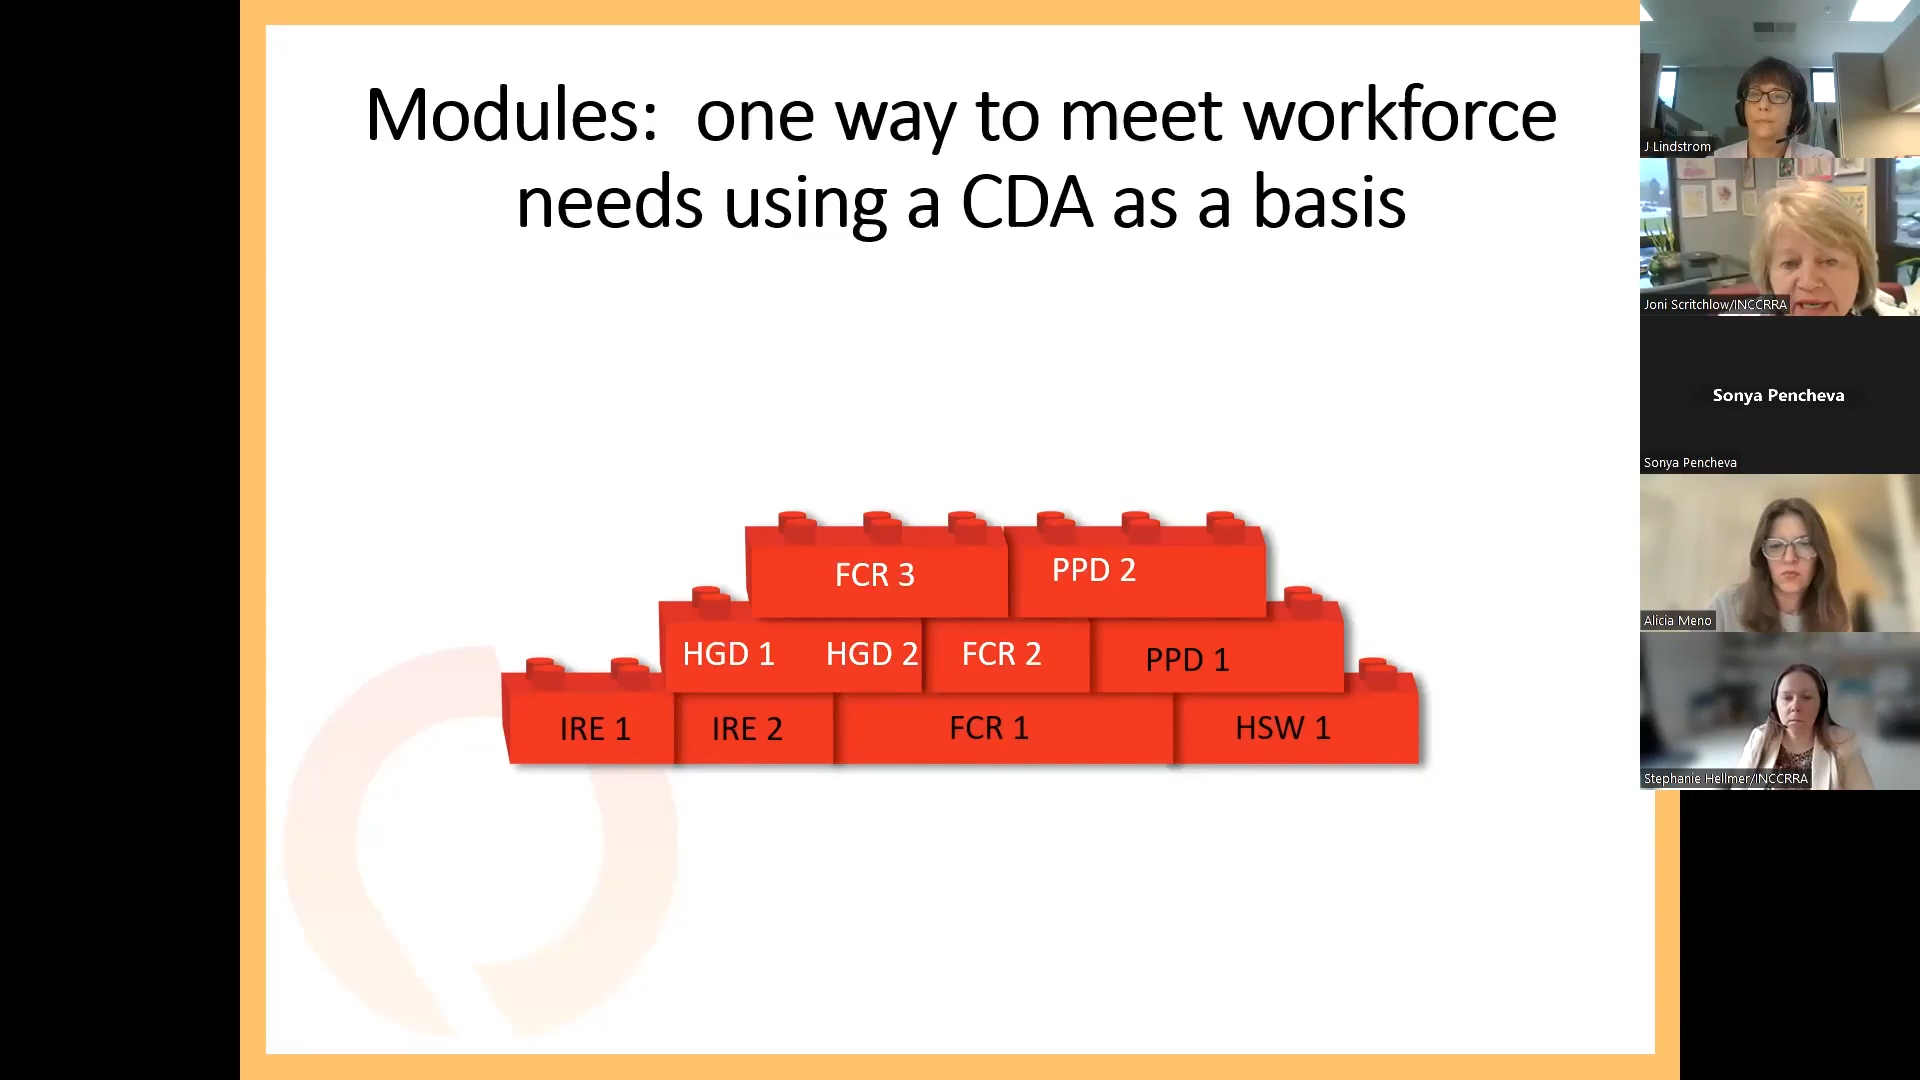 Modules:  one way to meet workforce
needs using a CDA as a basis
FCR 3
PPD 2
HGD 1
HGD 2
FCR 2
PPD 1
IRE 1
IRE 2
FCR 1
HSW 1
J Lindstrom
Joni Scritchlow/INCCRRA
Sonya Pencheva
Sonya Pencheva
Alicia Meno
Stephanie Hellmer/INCCRRA